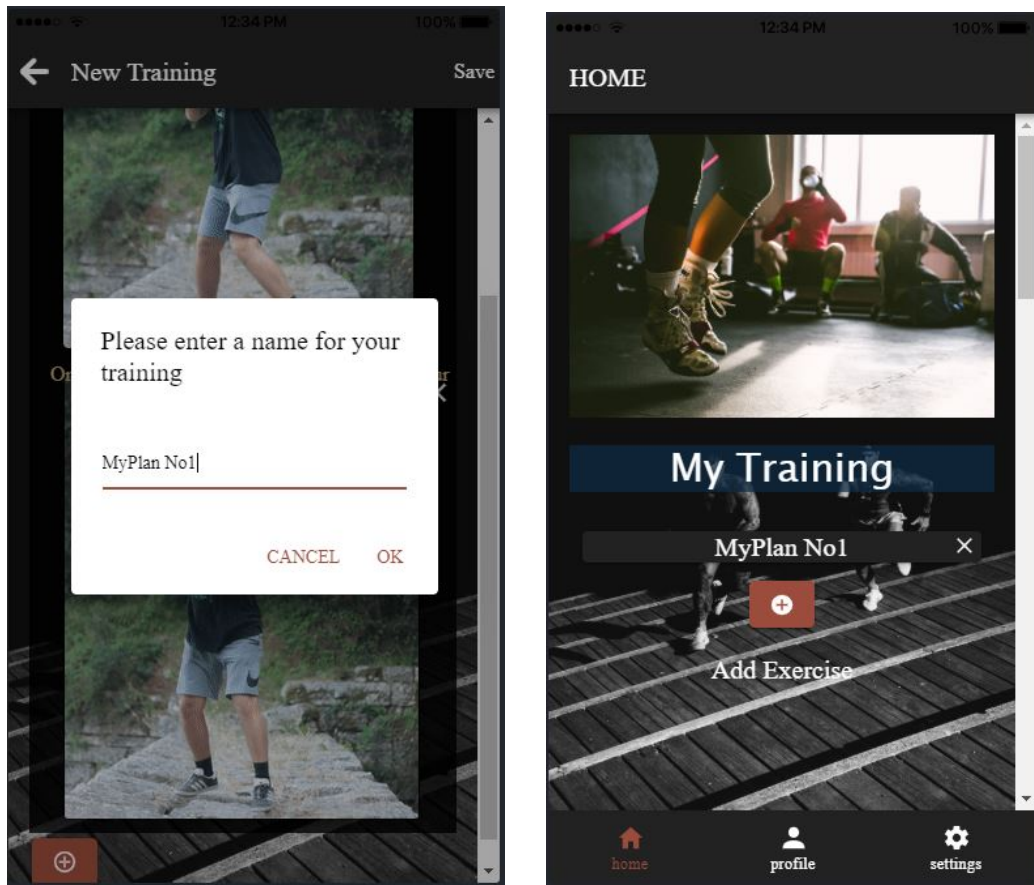 12:34 PM 100%
New Training Save
Please enter a name for your
training
MyPlan No1
CANCEL OK
12:34 PM 100%
HOME
My Training
MyPlan No1
Add Exercise
home profile settings